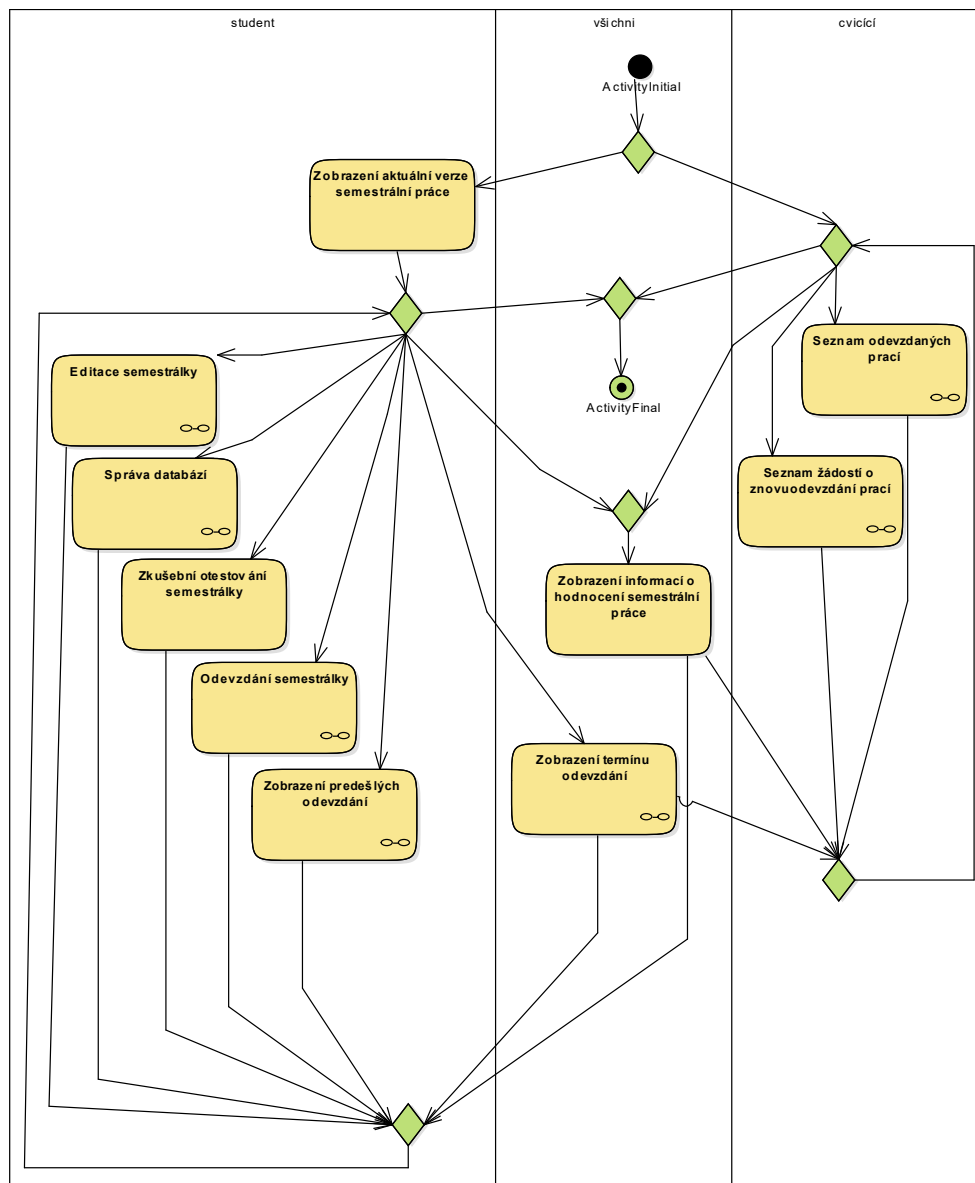 student
všichni
cvicící
ActivityInitial
Zobrazení aktuální verze
semestrální práce
Seznam odevzdaných
prací
Editace semestrálky
ActivityFinal
Správa databází
Seznam žádostí o
znovuodevzdání prací
Zkušební otestování
semestrálky
Zobrazení informací o
hodnocení semestrální
práce
Odevzdání semestrálky
Zobrazení termínu
odevzdání
Zobrazení predešlých
odevzdání